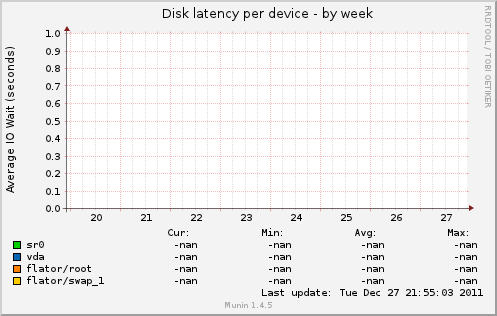 Disk latency per device - by week
RRDTOOL / TOBI OETIKER
Average IO Wait (seconds)
1.0
0.9
0.8
0.7
0.6
0.5
0.4
0.3
0.2
0.1
0.0
20 21 22 23 24 25 26 27
Cur: Min: Avg: Max:
sr0 -nan -nan -nan -nan
vda -nan -nan -nan -nan
flator/root -nan -nan -nan -nan
flator/swap_1 -nan -nan -nan -nan
Last update: Tue Dec 27 21:55:03 2011
Munin 1.4.5